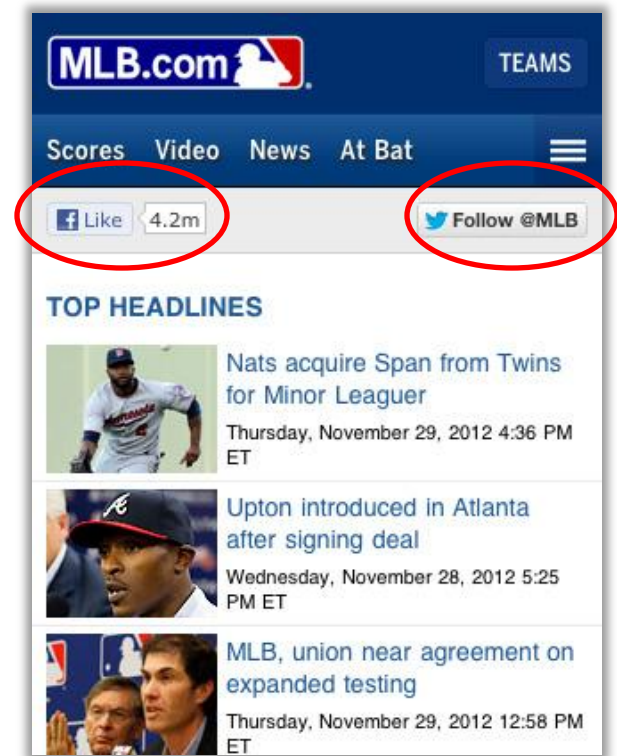 MLB.com
TEAMS
Scores Video News At Bat
Like 4.2m
Follow @MLB
TOP HEADLINES
Nats acquire Span from Twins
for Minor Leaguer
Thursday, November 29, 2012 4:36 PM
ET
Upton introduced in Atlanta
after signing deal
Wednesday, November 28, 2012 5:25
PM ET
MLB, union near agreement on
expanded testing
Thursday, November 29, 2012 12:58 PM
ET